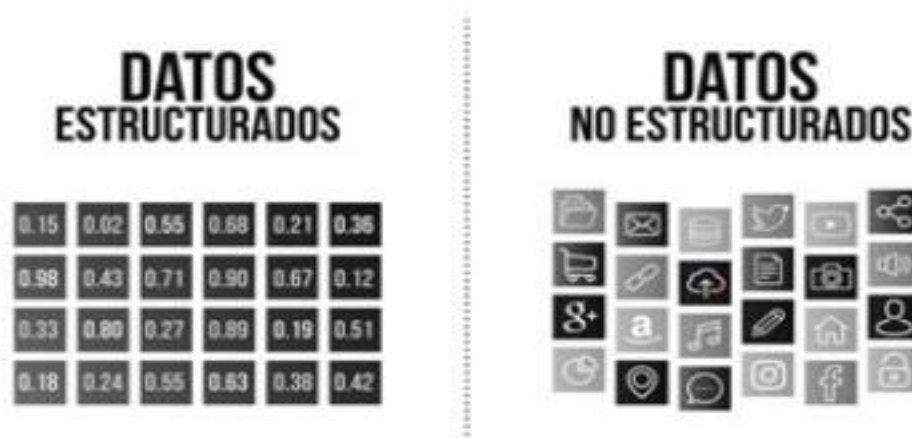 DATOS
ESTRUCTURADOS
0.15 0.02 0.55 0.68 0.21 0.36
0.98 0.43 0.71 0.90 0.67 0.12
0.33 0.80 0.27 0.89 0.19 0.51
0.18 0.24 0.55 0.63 0.38 0.42
DATOS
NO ESTRUCTURADOS
g+
a
f